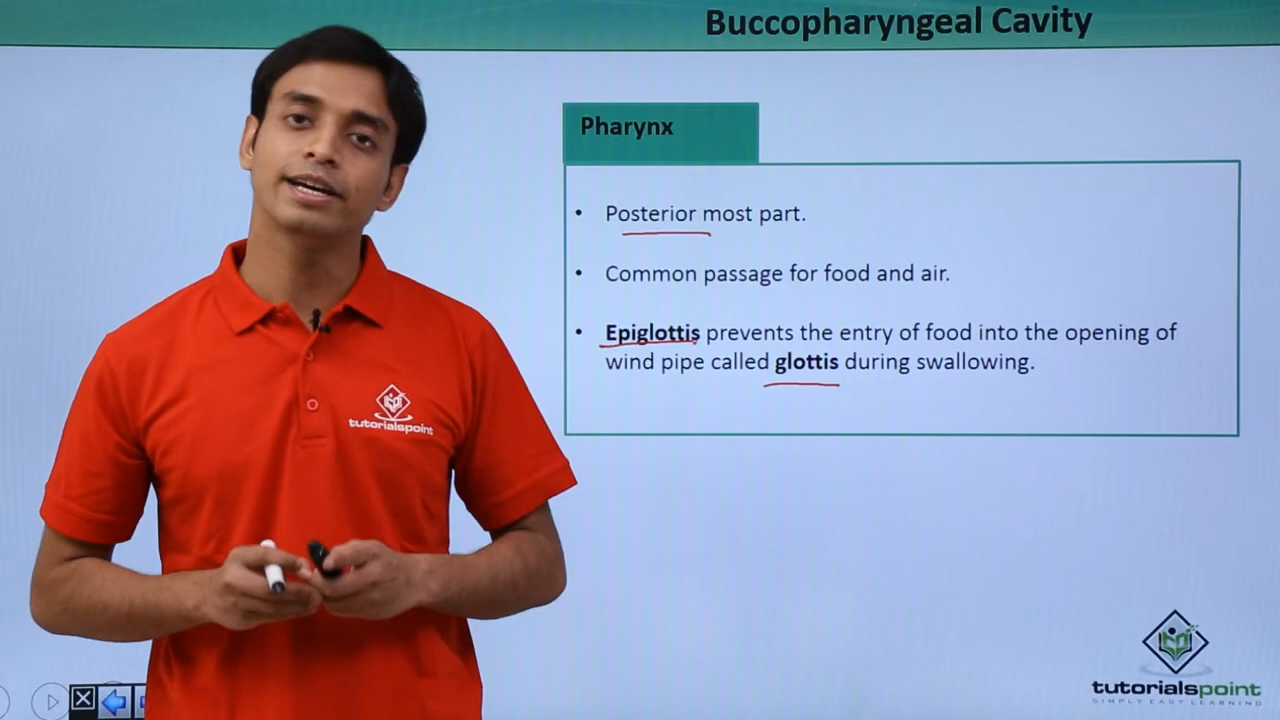 Buccopharyngeal Cavity
Pharynx
• Posterior most part.
• Common passage for food and air.
• Epiglottis prevents the entry of food into the opening of
wind pipe called glottis during swallowing.
tutorialspoint
tutorialspoint
SIMPLY EASY LEARNING